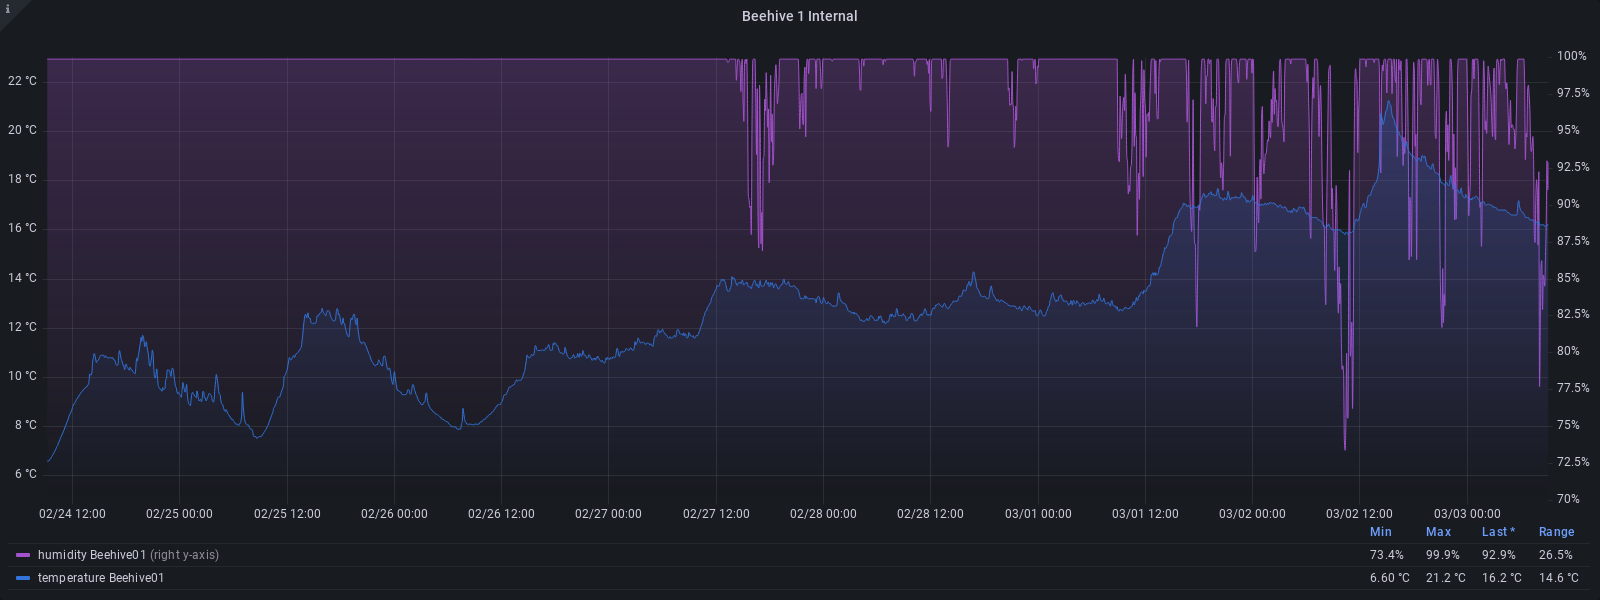 i
Beehive 1 Internal
22 °C
20 °C
18 °C
16 °C
14 °C
12 °C
10 °C
8 °C
6 °C
100%
97.5%
95%
92.5%
90%
87.5%
85%
82.5%
80%
77.5%
75%
72.5%
70%
02/24 12:00 02/25 00:00 02/25 12:00 02/26 00:00 02/26 12:00 02/27 00:00 02/27 12:00 02/28 00:00 02/28 12:00 03/01 00:00 03/01 12:00 03/02 00:00 03/02 12:00 03/03 00:00
Min Max Last * Range
humidity Beehive01 (right y-axis) 73.4% 99.9% 92.9% 26.5%
temperature Beehive01 6.60 °C 21.2 °C 16.2 °C 14.6 °C